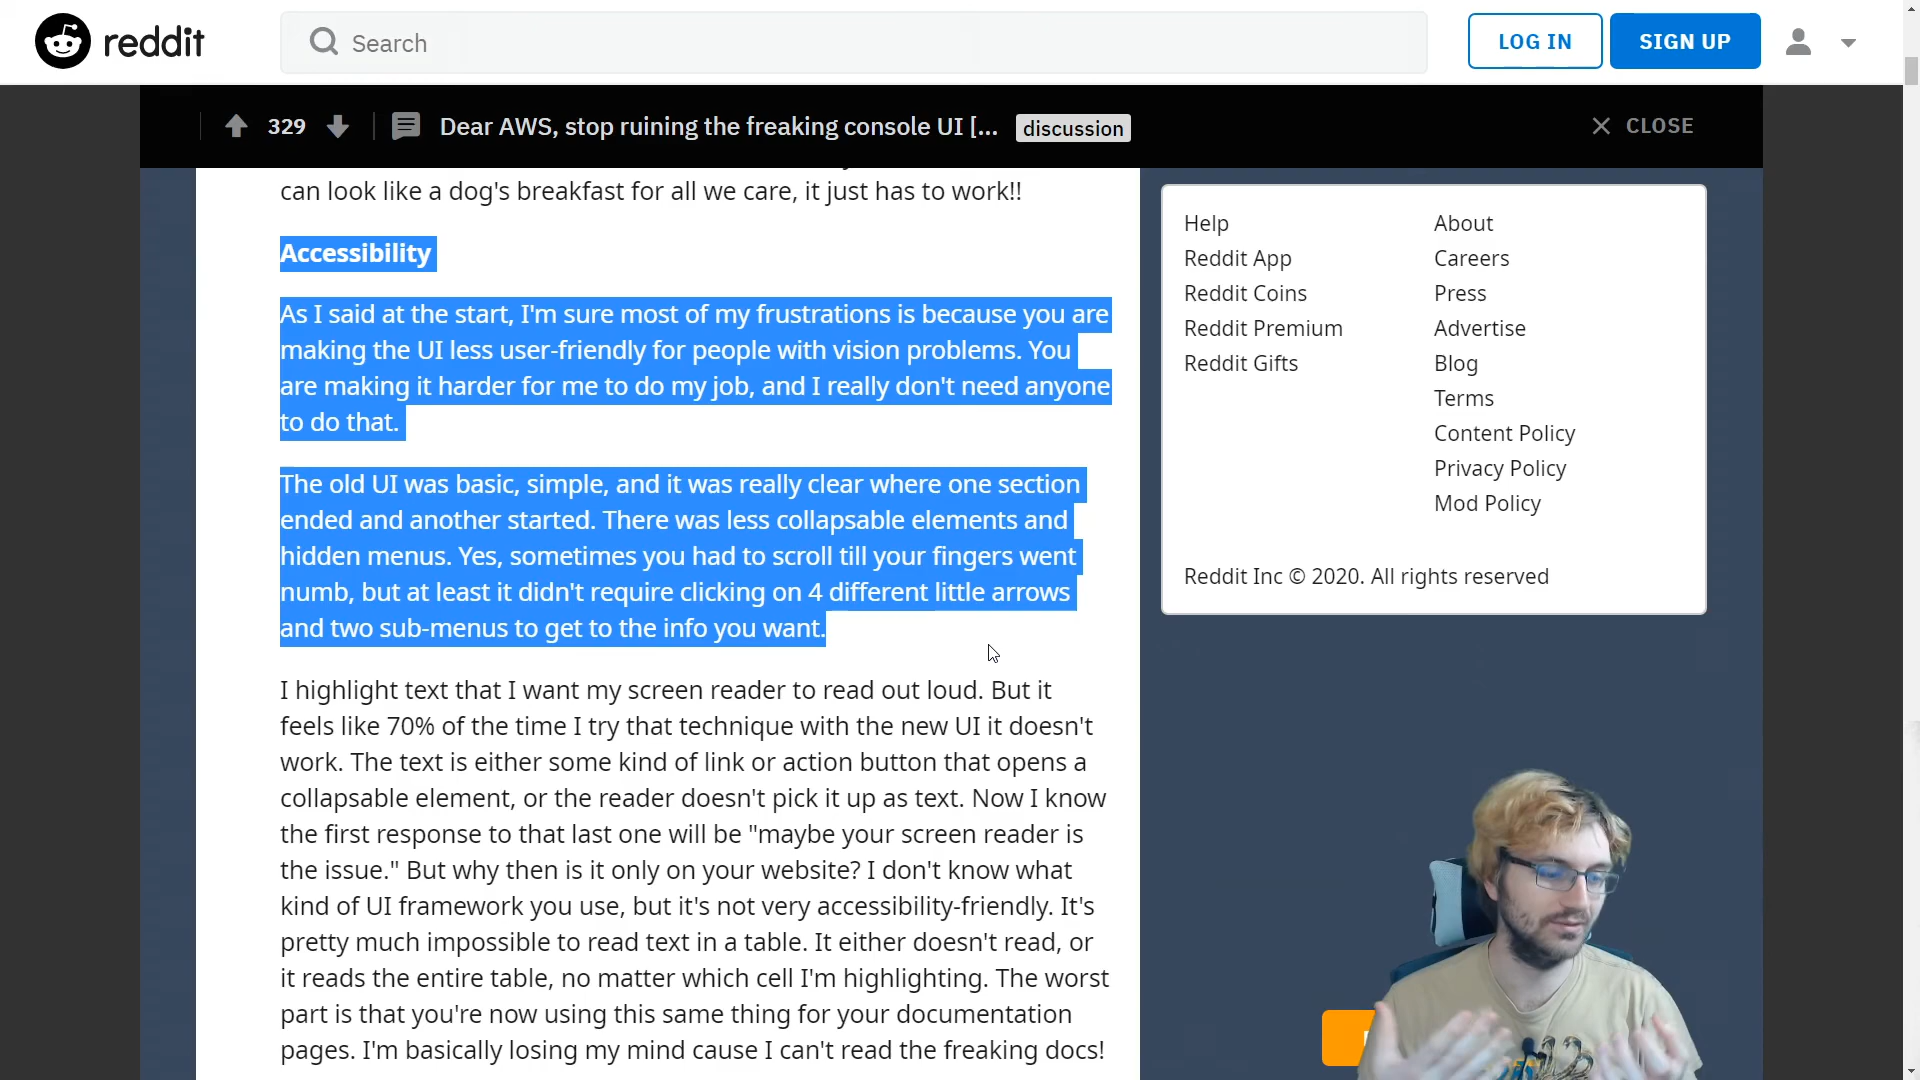 reddit
Search
LOG IN
SIGN UP
329
Dear AWS, stop ruining the freaking console UI [...
discussion
CLOSE
can look like a dog's breakfast for all we care, it just has to work!!
Accessibility
As I said at the start, I'm sure most of my frustrations is because you are
making the UI less user-friendly for people with vision problems. You
are making it harder for me to do my job, and I really don't need anyone
to do that.
The old UI was basic, simple, and it was really clear where one section
ended and another started. There was less collapsable elements and
hidden menus. Yes, sometimes you had to scroll till your fingers went
numb, but at least it didn't require clicking on 4 different little arrows
and two sub-menus to get to the info you want.
I highlight text that I want my screen reader to read out loud. But it
feels like 70% of the time I try that technique with the new UI it doesn't
work. The text is either some kind of link or action button that opens a
collapsable element, or the reader doesn't pick it up as text. Now I know
the first response to that last one will be "maybe your screen reader is
the issue." But why then is it only on your website? I don't know what
kind of UI framework you use, but it's not very accessibility-friendly. It's
pretty much impossible to read text in a table. It either doesn't read, or
it reads the entire table, no matter which cell I'm highlighting. The worst
part is that you're now using this same thing for your documentation
pages. I'm basically losing my mind cause I can't read the freaking docs!
Help
Reddit App
Reddit Coins
Reddit Premium
Reddit Gifts
About
Careers
Press
Advertise
Blog
Terms
Content Policy
Privacy Policy
Mod Policy
Reddit Inc © 2020. All rights reserved